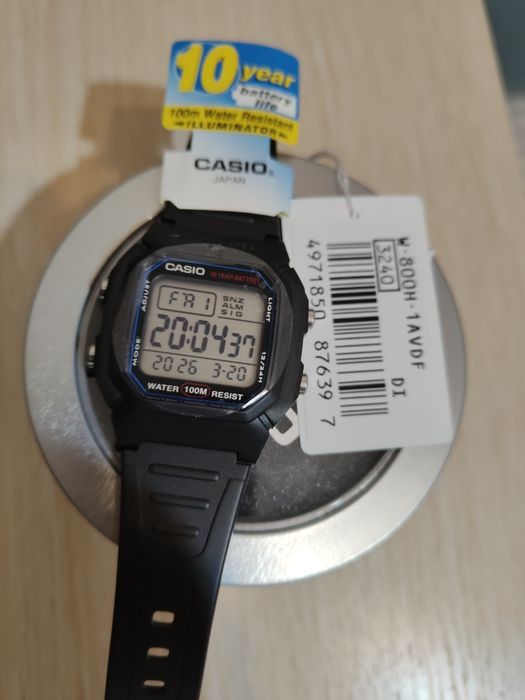 10 year
battery
life
100m Water Resistant
ILLUMINATOR
CASIO
JAPAN
CASIO 10 YEAR BATTERY
ADJUST
LIGHT
MODE
12/24H
FRI
SNZ
ALM
SIG
20:04 37
2026 3-20
WATER 100M RESIST
W-800H-1AVDF
3240
DI
4971850 87639 7